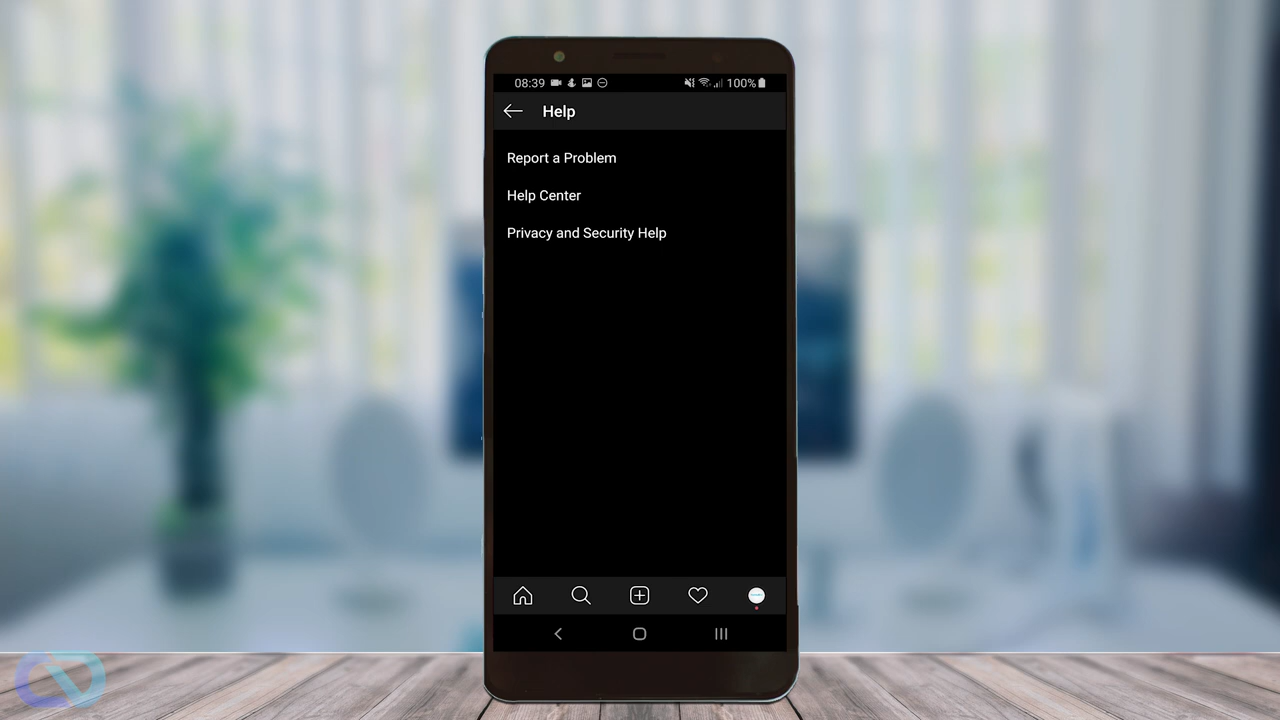 08:39 100%
Help
Report a Problem
Help Center
Privacy and Security Help